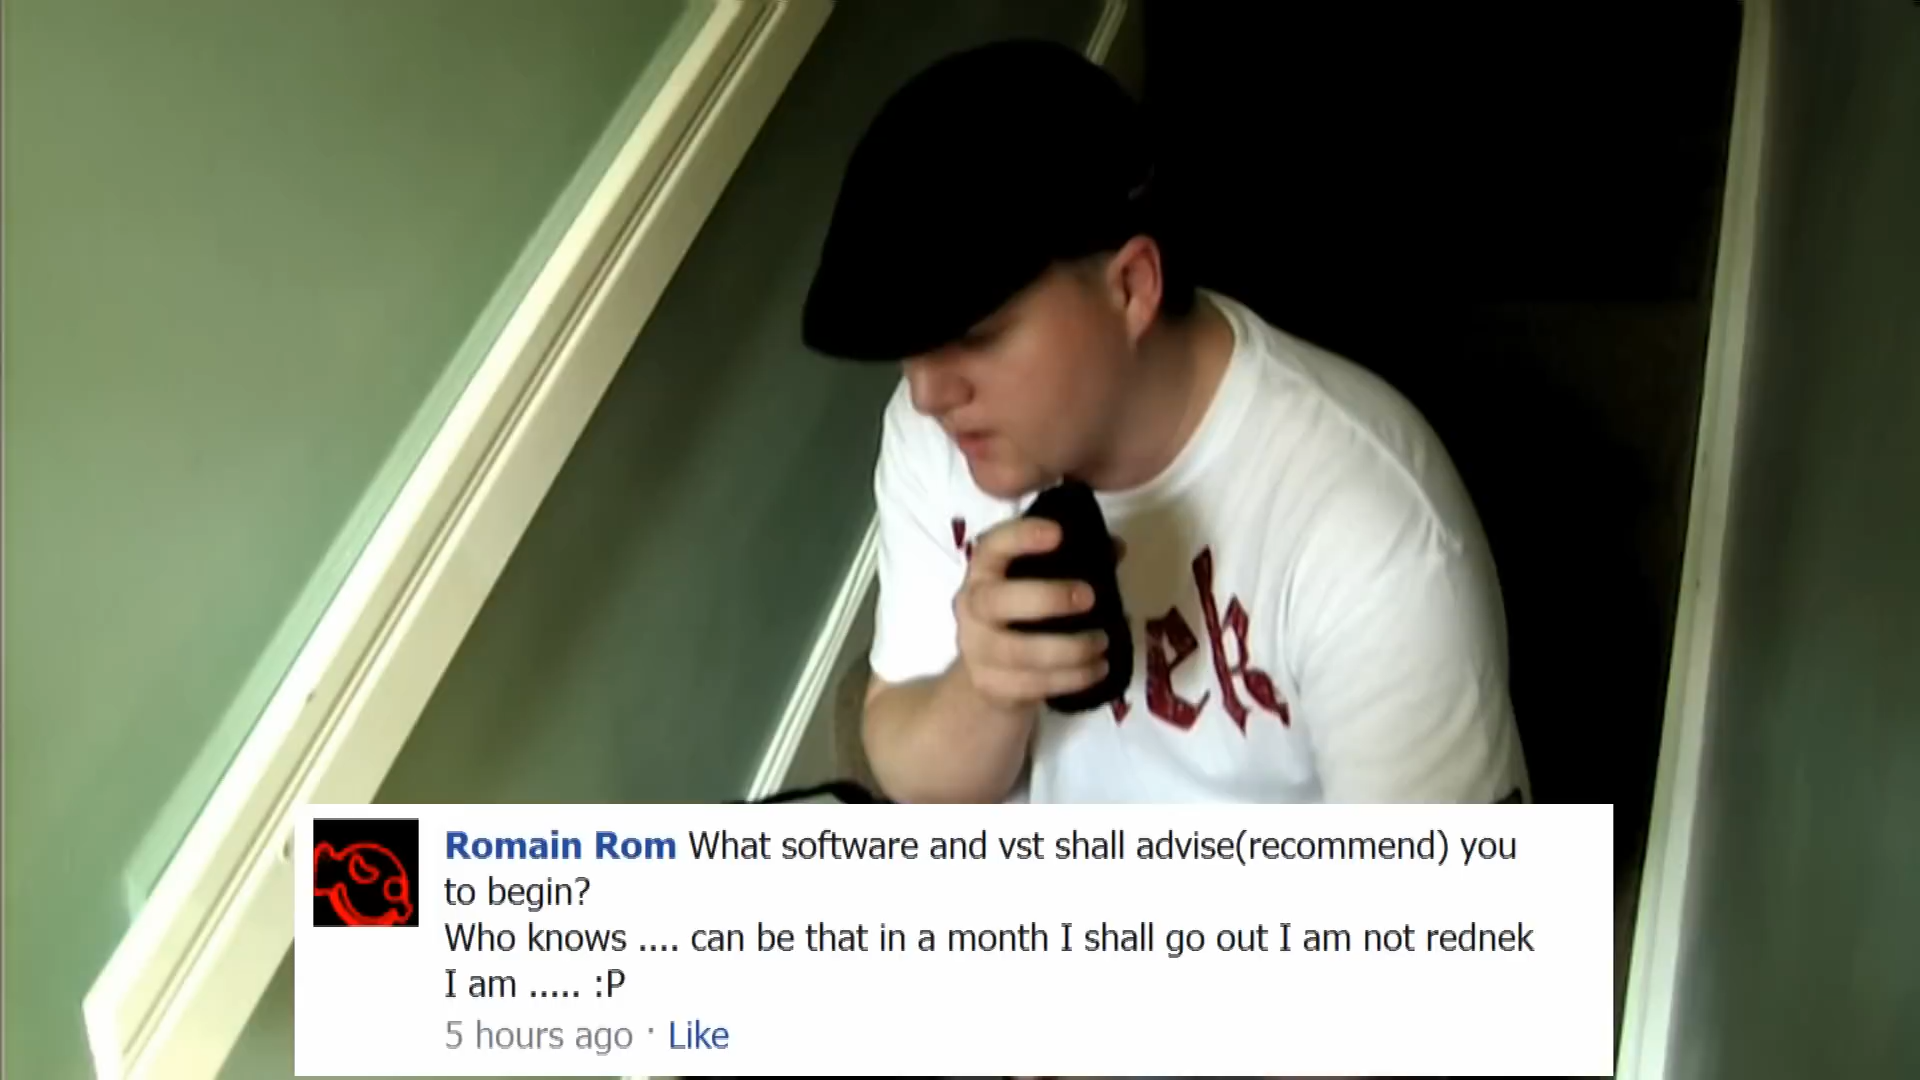 ek
Romain Rom What software and vst shall advise(recommend) you
to begin?
Who knows .... can be that in a month I shall go out I am not rednek
I am ..... :P
5 hours ago · Like